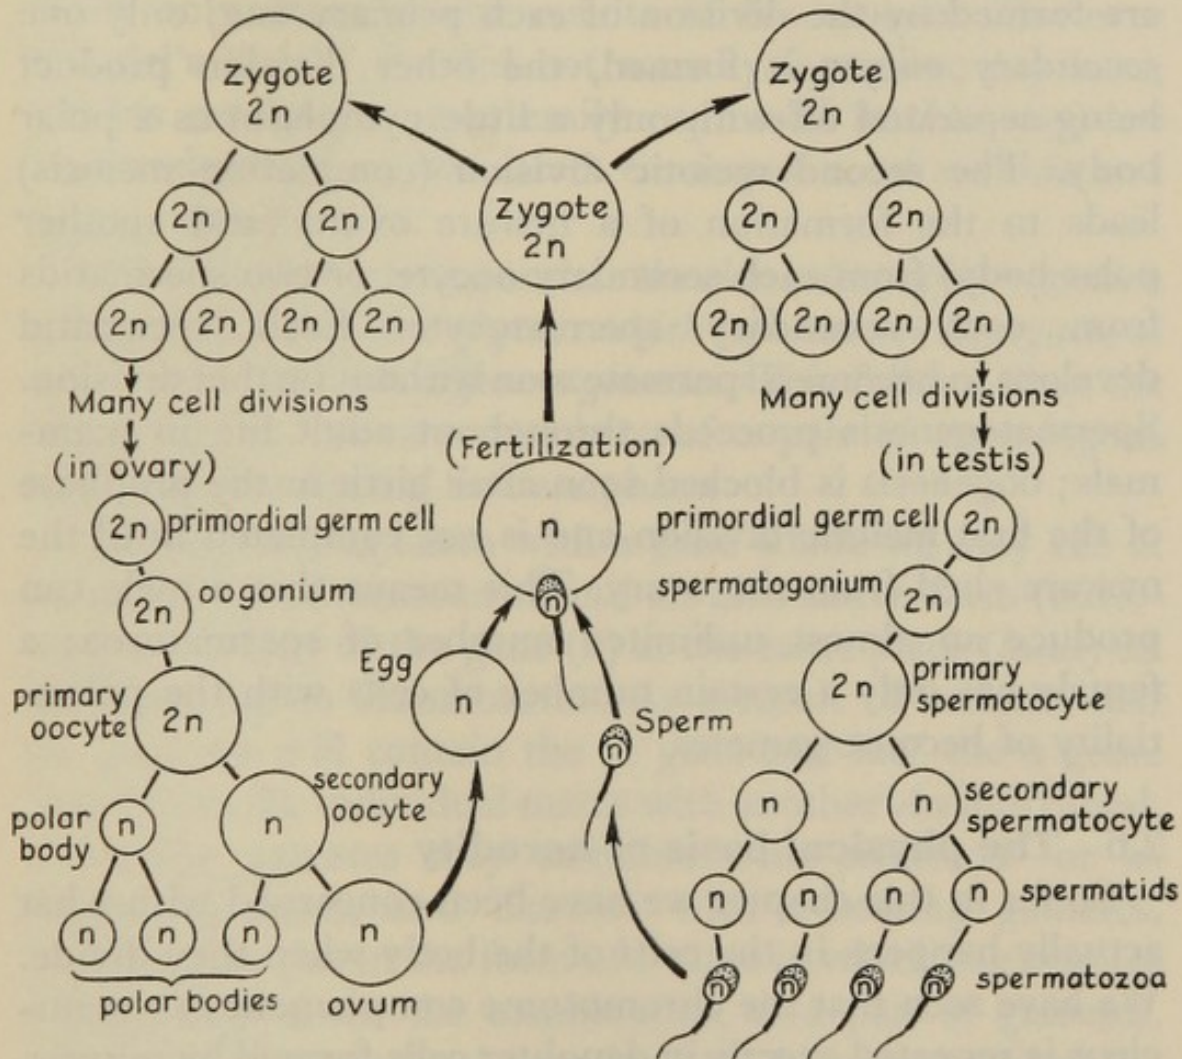 Zygote
2n
Zygote
2n
Zygote
2n
2n
2n
2n
2n
2n
2n
2n
2n
2n
2n
2n
2n
Many cell divisions
(in ovary)
Many cell divisions
(in testis)
(Fertilization)
n
n
2n
primordial germ cell
2n
oogonium
primary
oocyte
2n
polar
body
n
n
secondary
oocyte
n
n
n
n
polar bodies
ovum
Egg
n
Sperm
n
primordial germ cell
2n
spermatogonium
2n
2n
primary
spermatocyte
n
n
secondary
spermatocyte
n
n
n
n
spermatids
n
n
n
n
spermatozoa